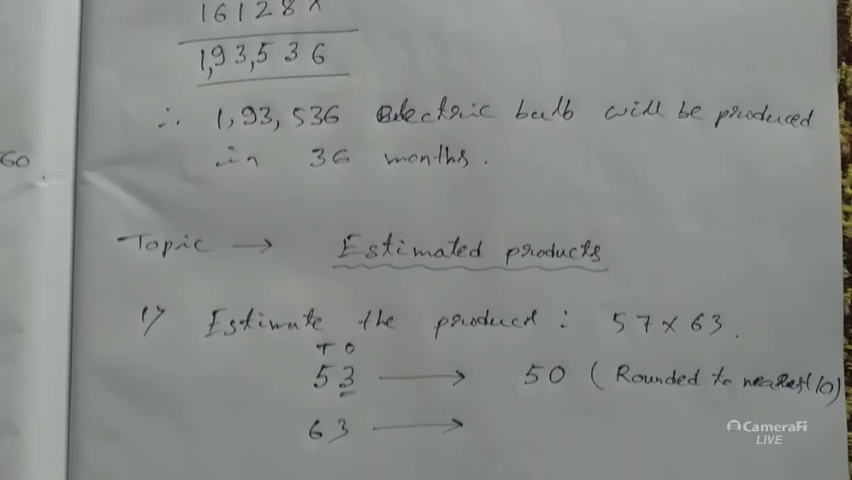 16128x
1,93,536
∴ 1,93,536 electric bulb will be produced
60.
in 36 months.
Topic → Estimated products
1) Estimate the product : 57 x 63.
T O
53 → 50 (Rounded to nearest 10)
63 →
CameraFi
LIVE